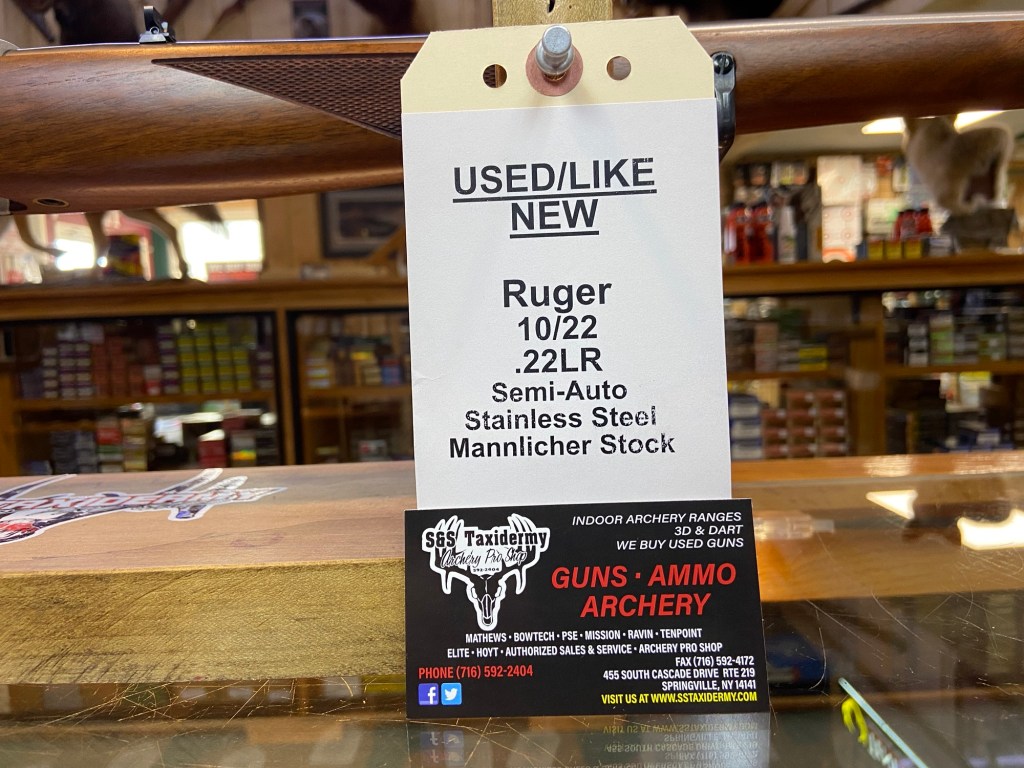 USED/LIKE
NEW
Ruger
10/22
.22LR
Semi-Auto
Stainless Steel
Mannlicher Stock
S&S Taxidermy
Archery Pro Shop
592-2404
INDOOR ARCHERY RANGES
3D & DART
WE BUY USED GUNS
GUNS · AMMO
ARCHERY
MATHEWS · BOWTECH · PSE · MISSION · RAVIN · TENPOINT
ELITE · HOYT · AUTHORIZED SALES & SERVICE · ARCHERY PRO SHOP
PHONE (716) 592-2404
FAX (716) 592-4172
455 SOUTH CASCADE DRIVE RTE 219
SPRINGVILLE, NY 14141
VISIT US AT WWW.SSTAXIDERMY.COM